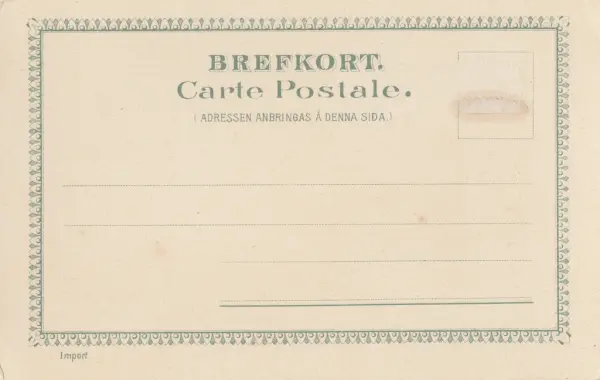 BREFKORT.
Carte Postale.
(ADRESSEN ANBRINGAS Å DENNA SIDA.)
Import